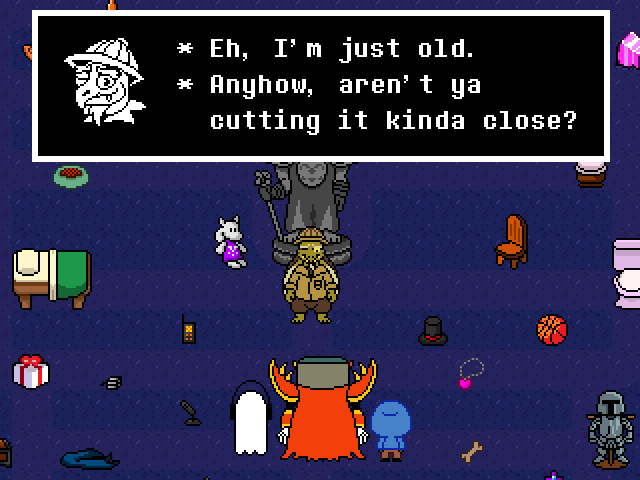 * Eh, I'm just old.
* Anyhow, aren't ya
cutting it kinda close?